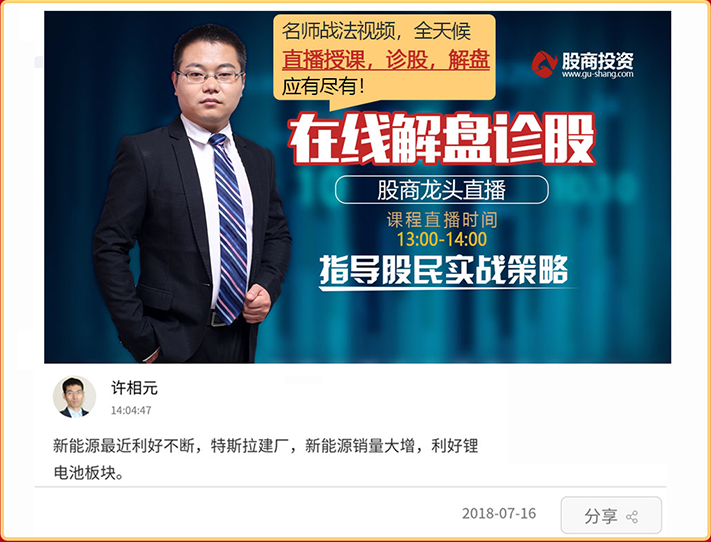 名师战法视频，全天候
直播授课，诊股，解盘
应有尽有！
股商投资
www.gu-shang.com
在线解盘诊股
股商龙头直播
课程直播时间
13:00-14:00
指导股民实战策略
许相元
14:04:47
新能源最近利好不断，特斯拉建厂，新能源销量大增，利好锂
电池板块。
2018-07-16
分享